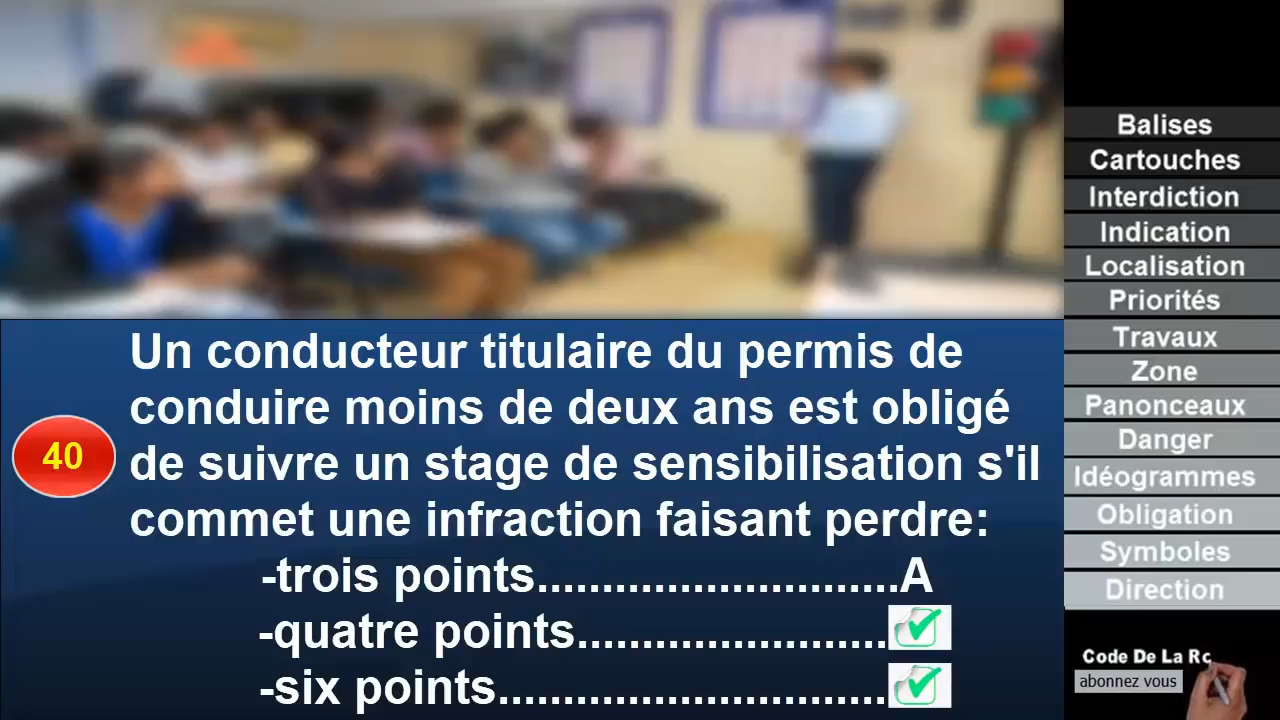 Un conducteur titulaire du permis de
conduire moins de deux ans est obligé
40
de suivre un stage de sensibilisation s'il
commet une infraction faisant perdre:
-trois points............................A
-quatre points........................
-six points..............................
Balises
Cartouches
Interdiction
Indication
Localisation
Priorités
Travaux
Zone
Panonceaux
Danger
Idéogrammes
Obligation
Symboles
Direction
Code De La Rc
abonnez vous